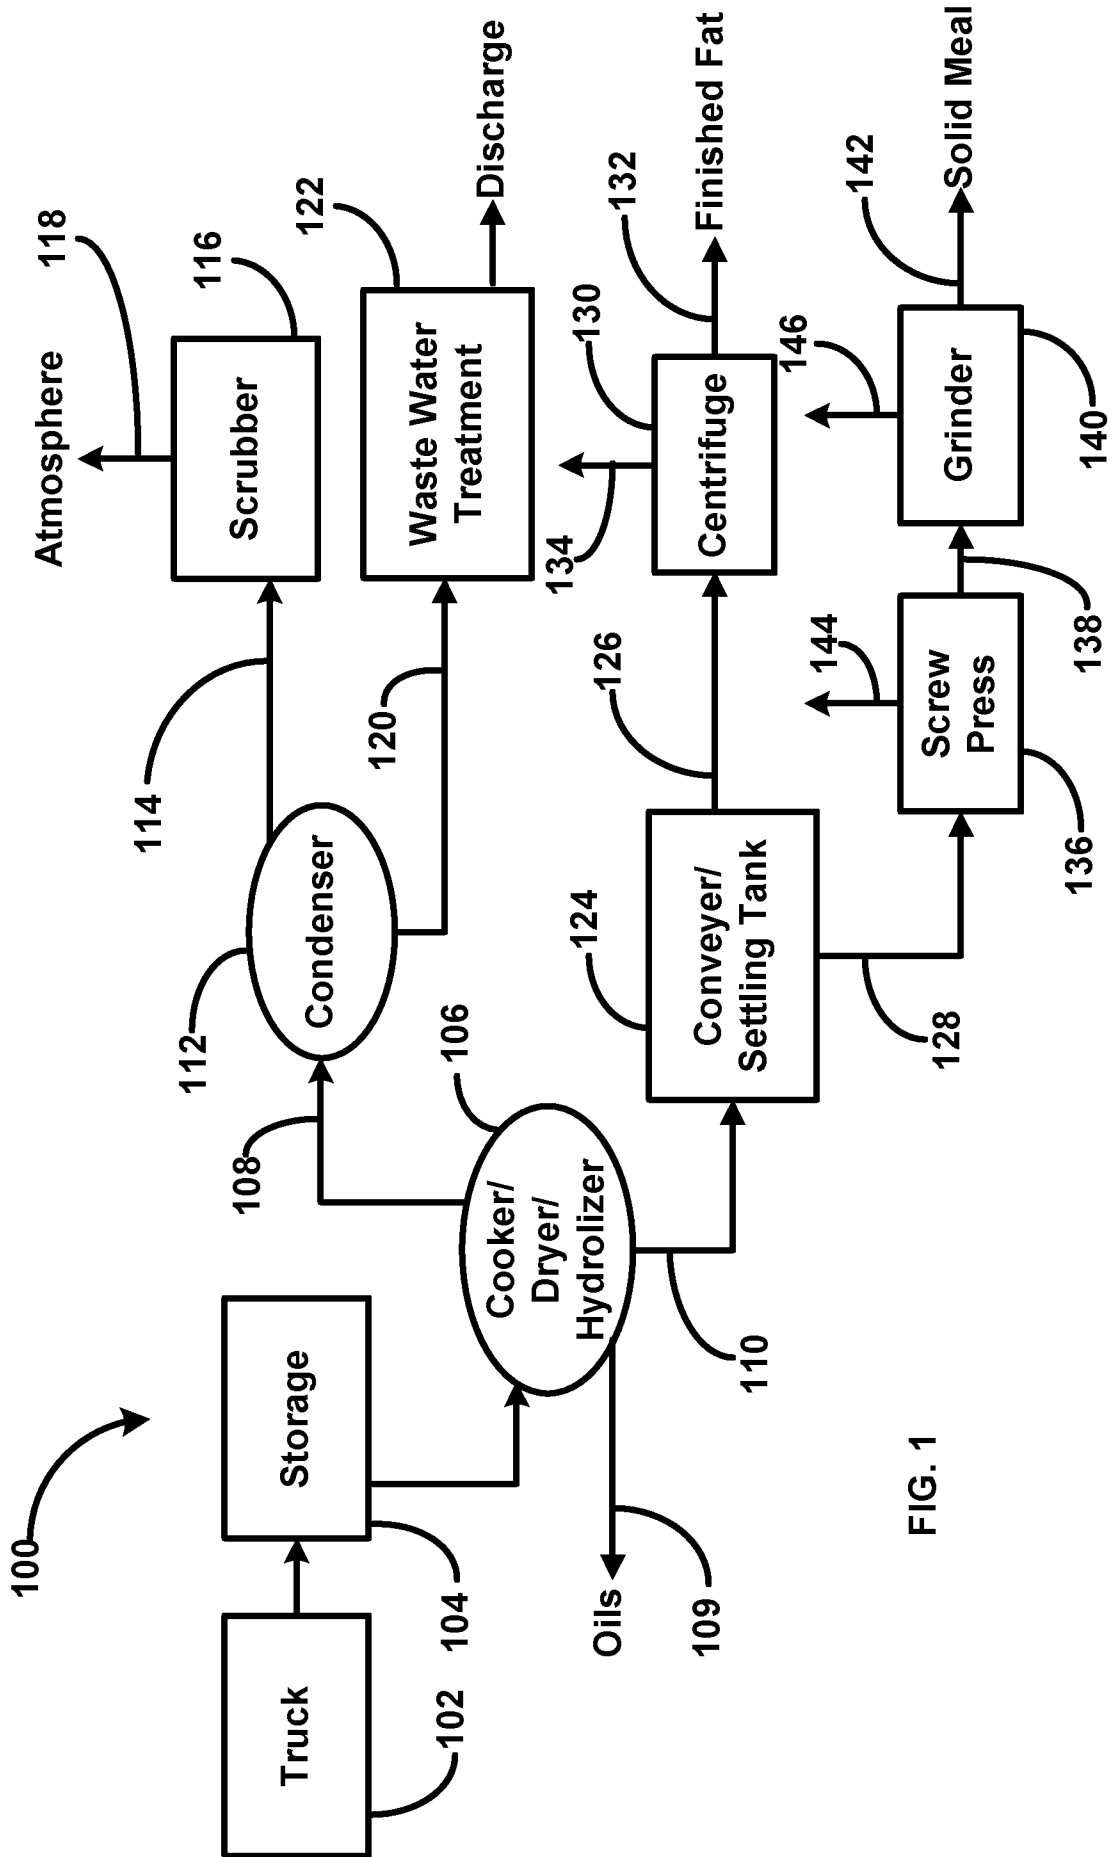 100
Truck
102
Storage
104
Cooker/
Dryer/
Hydrolizer
106
108
Oils
109
110
Condenser
112
114
Scrubber
116
Atmosphere
118
120
Waste Water
Treatment
122
Discharge
Conveyer/
Settling Tank
124
126
128
Centrifuge
130
132
Finished Fat
134
Screw
Press
136
138
144
Grinder
140
142
146
Solid Meal
FIG. 1